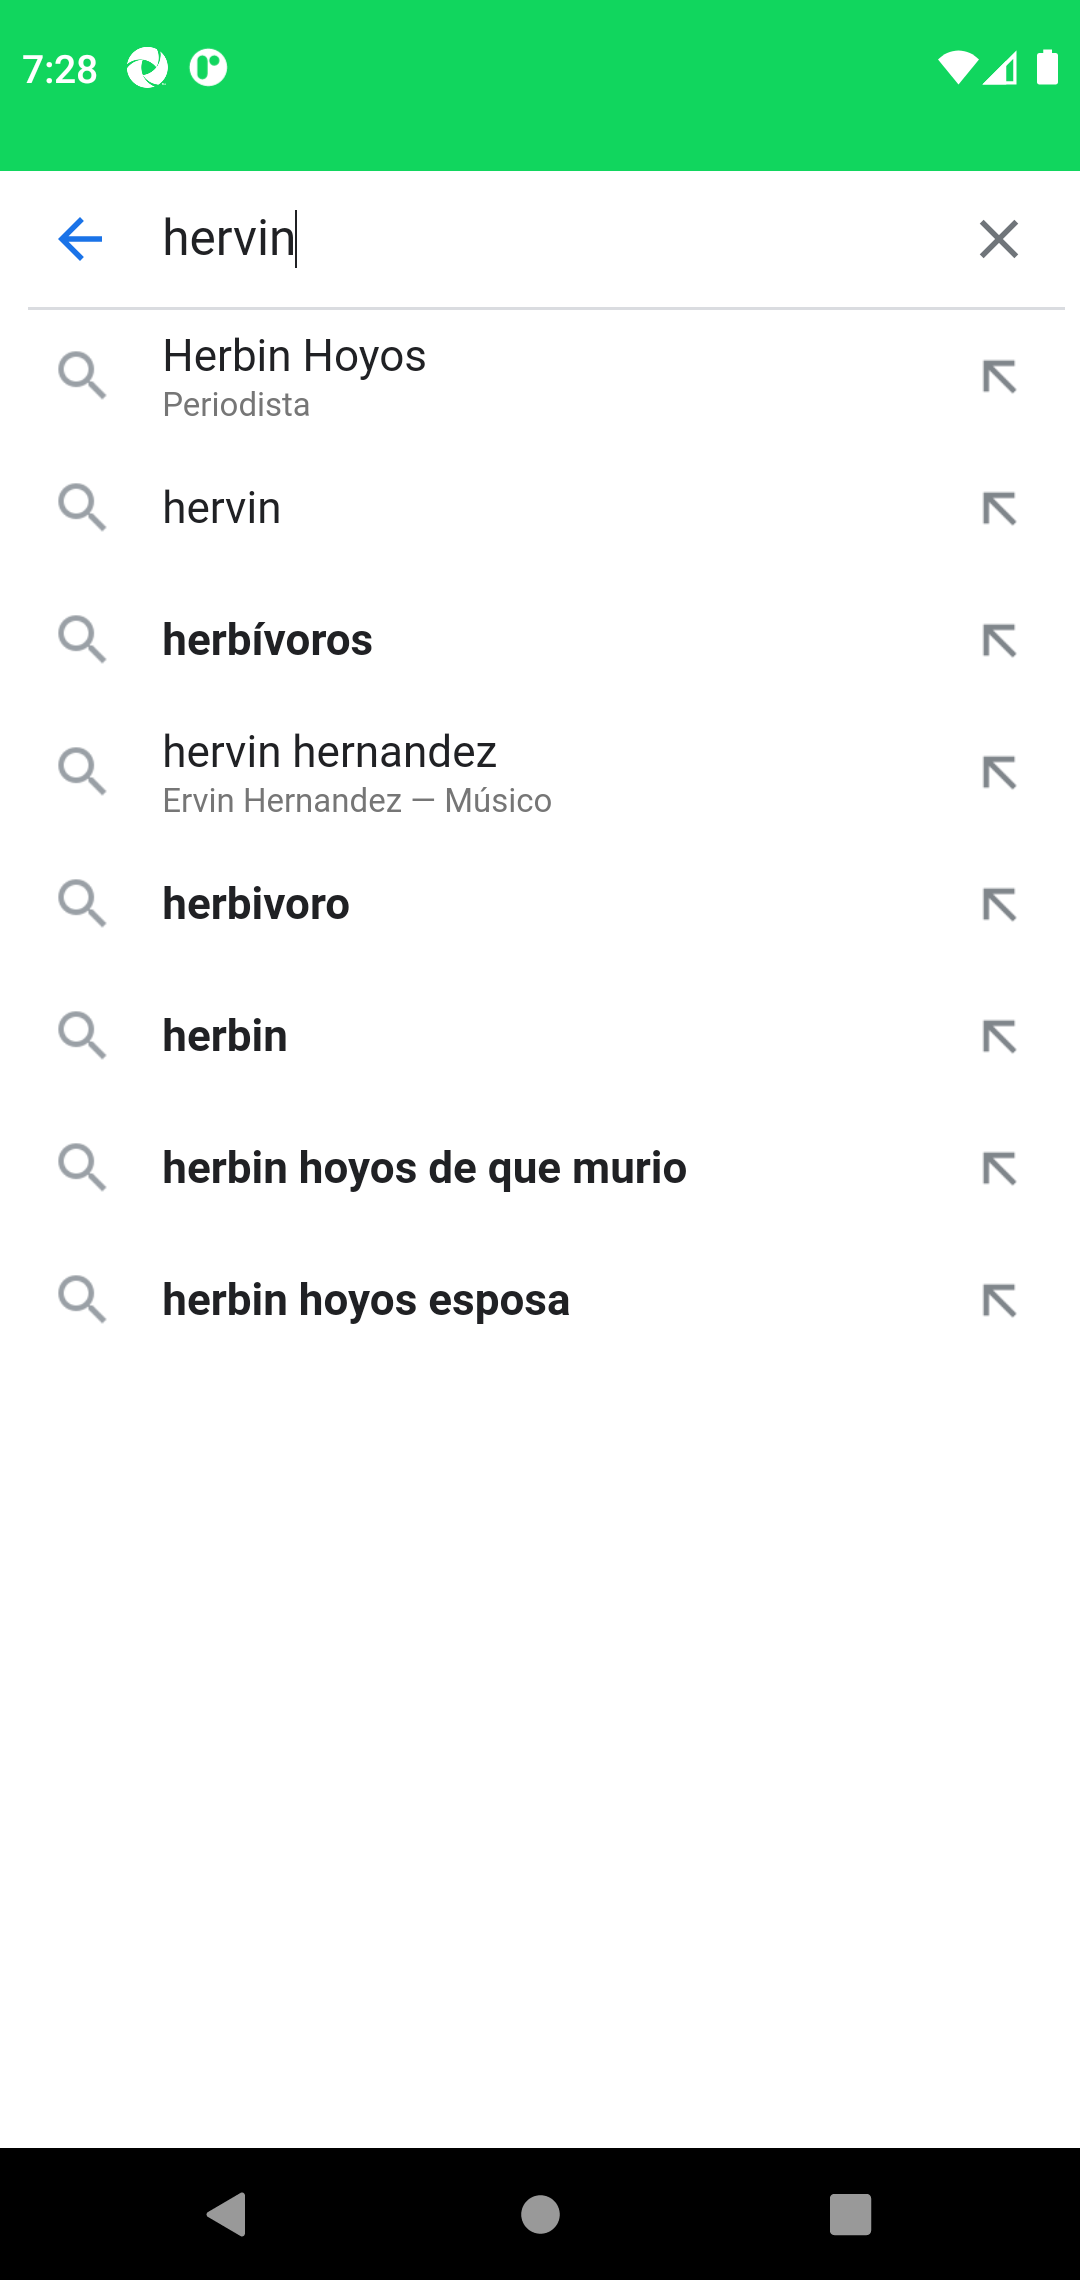 7:28
hervin
Herbin Hoyos
Periodista
hervin
herbívoros
hervin hernandez
Ervin Hernandez — Músico
herbivoro
herbin
herbin hoyos de que murio
herbin hoyos esposa